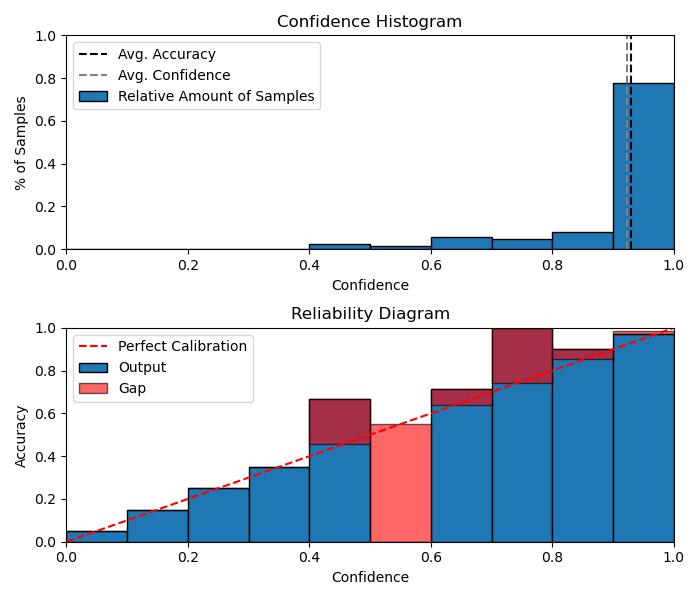 Confidence Histogram
1.0
0.8
0.6
0.4
0.2
0.0
% of Samples
Avg. Accuracy
Avg. Confidence
Relative Amount of Samples
0.0 0.2 0.4 0.6 0.8 1.0
Confidence
Reliability Diagram
1.0
0.8
0.6
0.4
0.2
0.0
Accuracy
Perfect Calibration
Output
Gap
0.0 0.2 0.4 0.6 0.8 1.0
Confidence